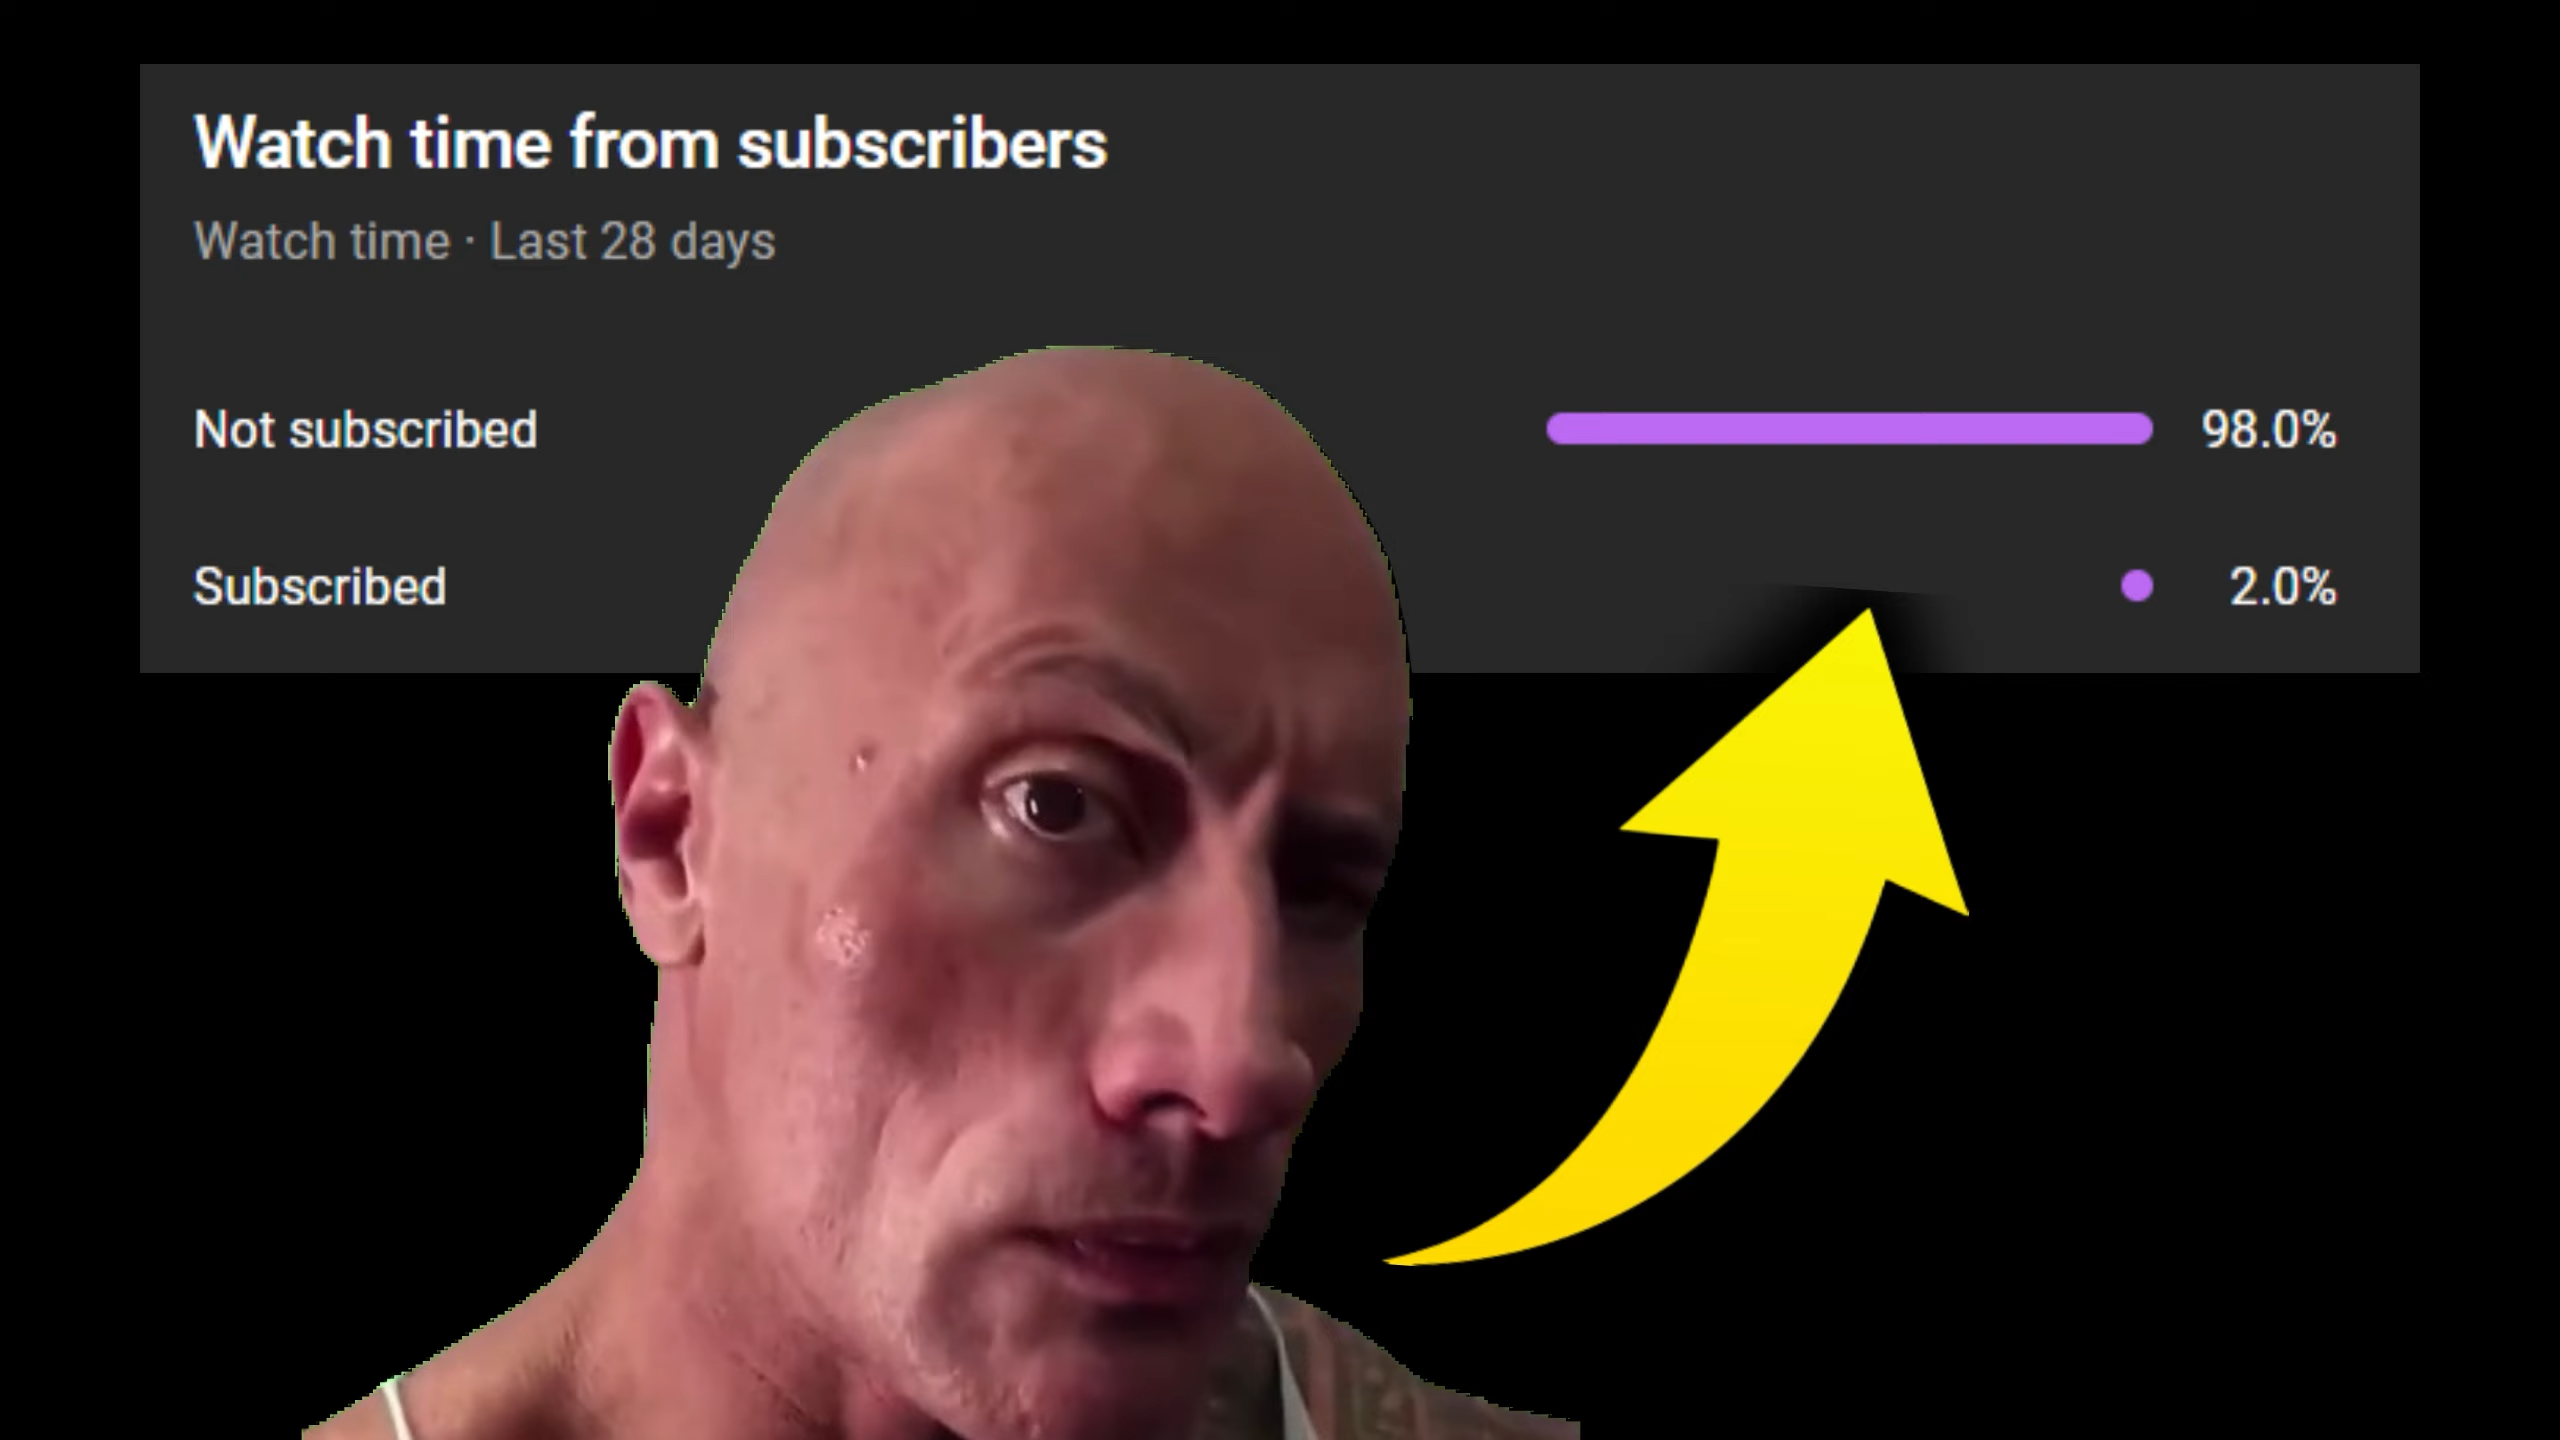 Watch time from subscribers
Watch time · Last 28 days
Not subscribed 98.0%
Subscribed 2.0%